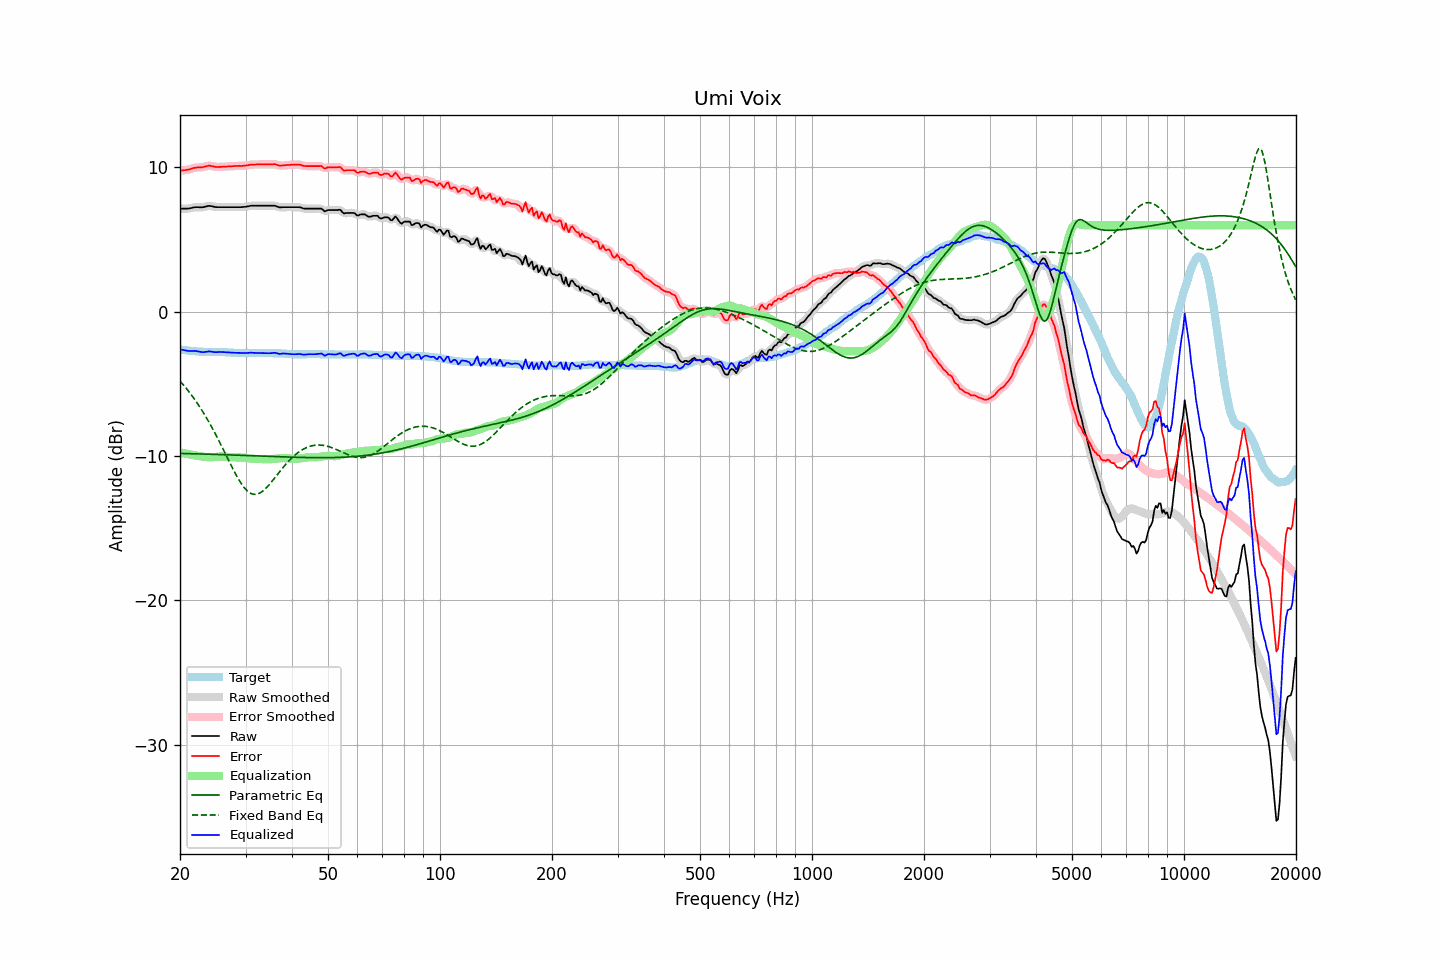 Umi Voix
Amplitude (dBr)
10
0
−10
−20
−30
Target
Raw Smoothed
Error Smoothed
Raw
Error
Equalization
Parametric Eq
Fixed Band Eq
Equalized
20 50 100 200 500 1000 2000 5000 10000 20000
Frequency (Hz)